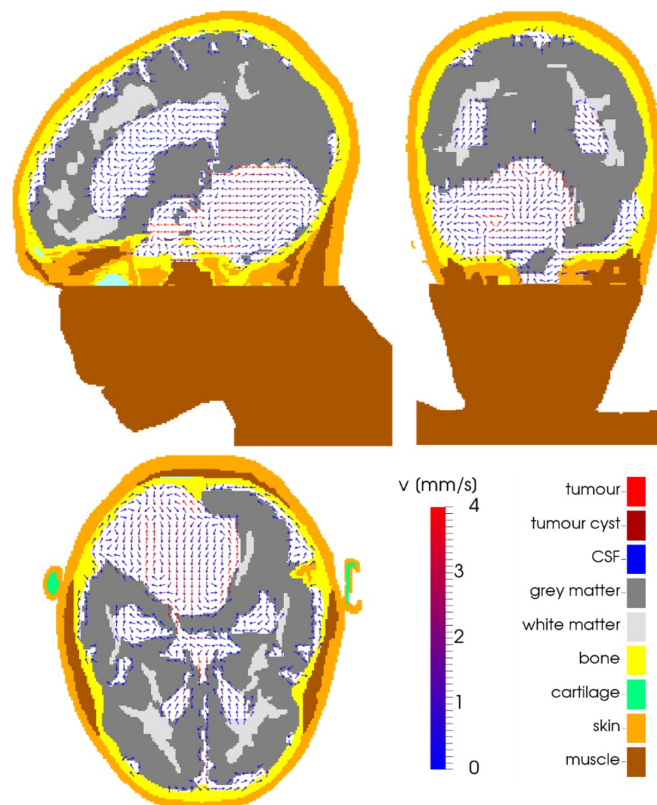 v (mm/s)
4
3
2
1
0
tumour
tumour cyst
CSF
grey matter
white matter
bone
cartilage
skin
muscle